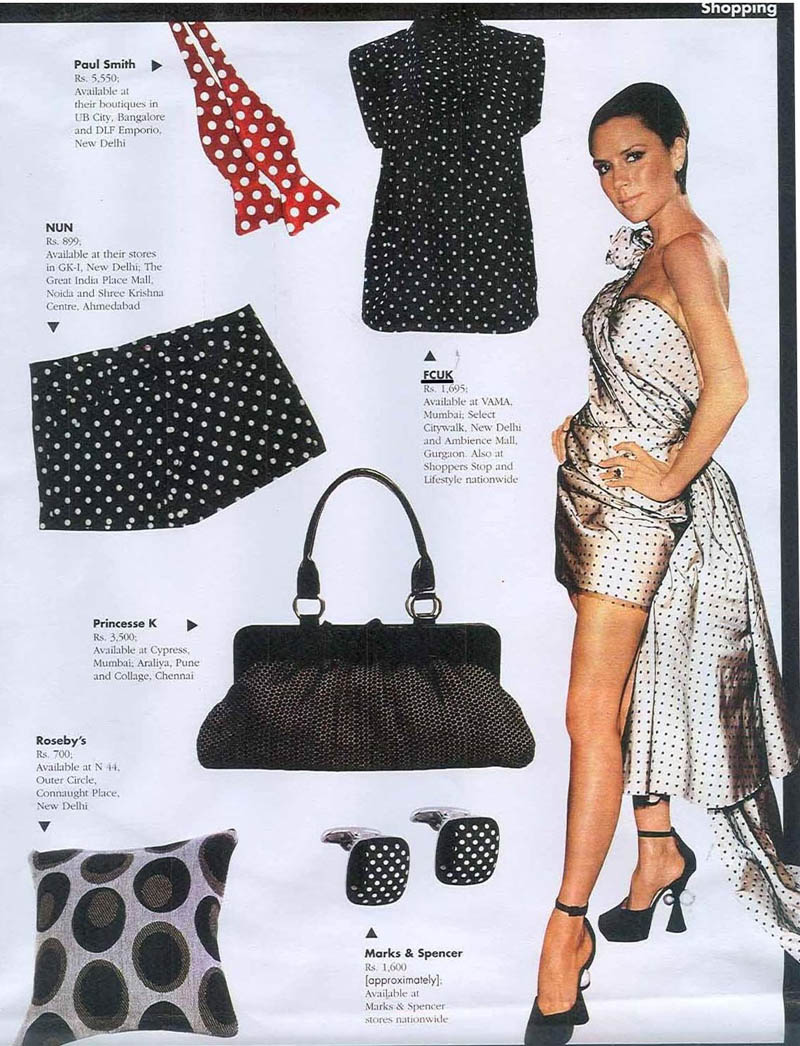 Shopping
Paul Smith
Rs. 5,550;
Available at
their boutiques in
UB City, Bangalore
and DLF Emporio,
New Delhi
NUN
Rs. 899;
Available at their stores
in GK-I, New Delhi; The
Great India Place Mall,
Noida and Shree Krishna
Centre, Ahmedabad
FCUK
Rs. 1,695;
Available at VAMA,
Mumbai; Select
Citywalk, New Delhi
and Ambience Mall,
Gurgaon. Also at
Shoppers Stop and
Lifestyle nationwide
Princesse K
Rs. 3,500;
Available at Cypress,
Mumbai; Araliya, Pune
and Collage, Chennai
Roseby's
Rs. 700;
Available at N 44,
Outer Circle,
Connaught Place,
New Delhi
Marks & Spencer
Rs. 1,600
[approximately];
Available at
Marks & Spencer
stores nationwide